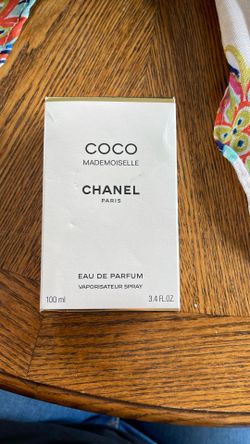 COCO
MADEMOISELLE
CHANEL
PARIS
EAU DE PARFUM
VAPORISATEUR SPRAY
100 ml 3.4 FL.OZ.